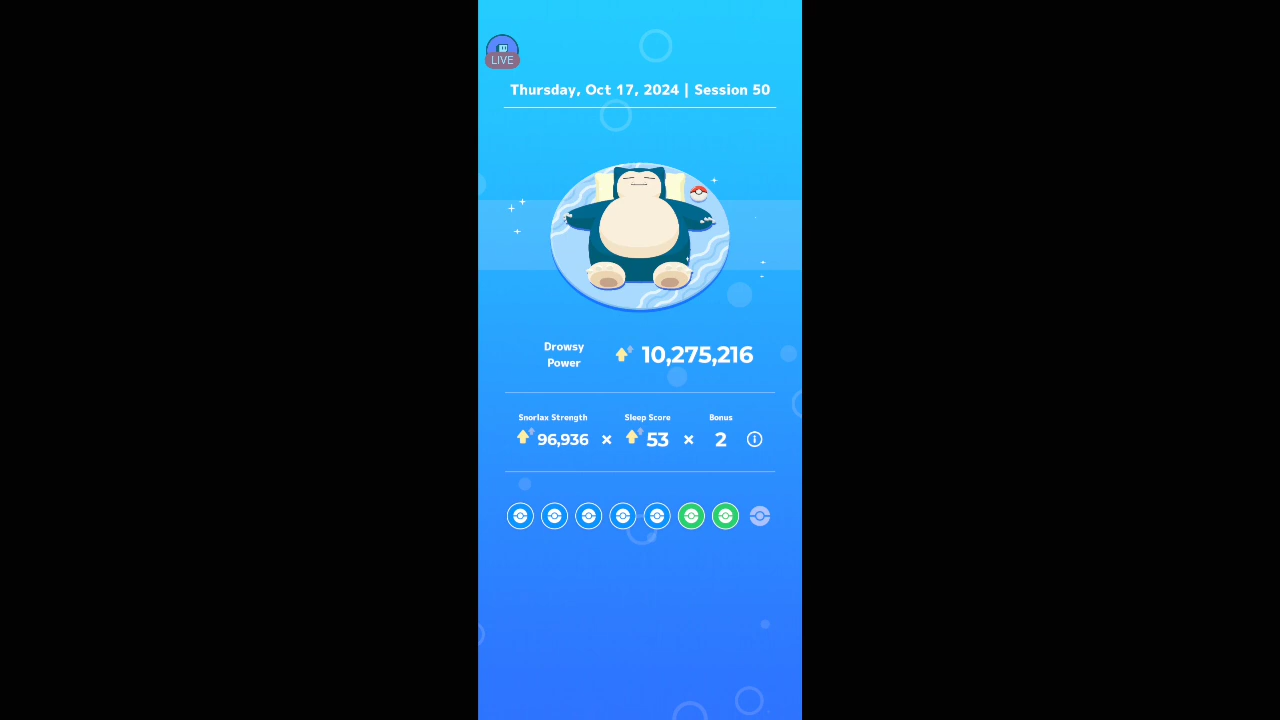 LIVE
Thursday, Oct 17, 2024 | Session 50
Drowsy
Power
10,275,216
Snorlax Strength
Sleep Score
Bonus
96,936 × 53 × 2